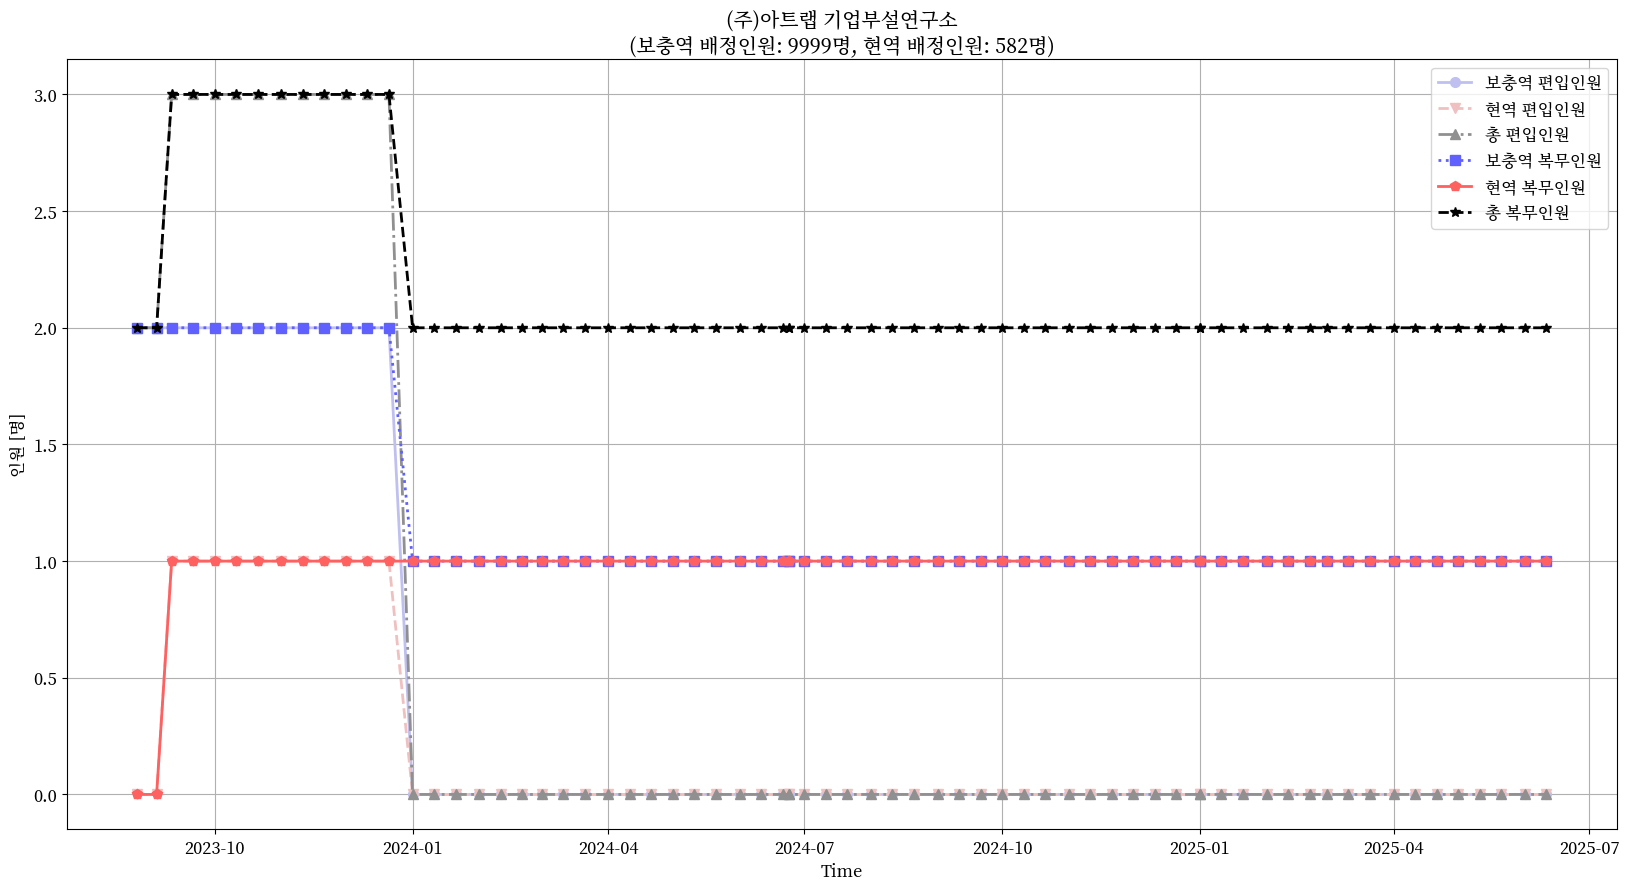 (주)아트랩 기업부설연구소
(보충역 배정인원: 9999명, 현역 배정인원: 582명)
보충역 편입인원
현역 편입인원
총 편입인원
보충역 복무인원
현역 복무인원
총 복무인원
인원 [명]
3.0
2.5
2.0
1.5
1.0
0.5
0.0
2023-10
2024-01
2024-04
2024-07
2024-10
2025-01
2025-04
2025-07
Time